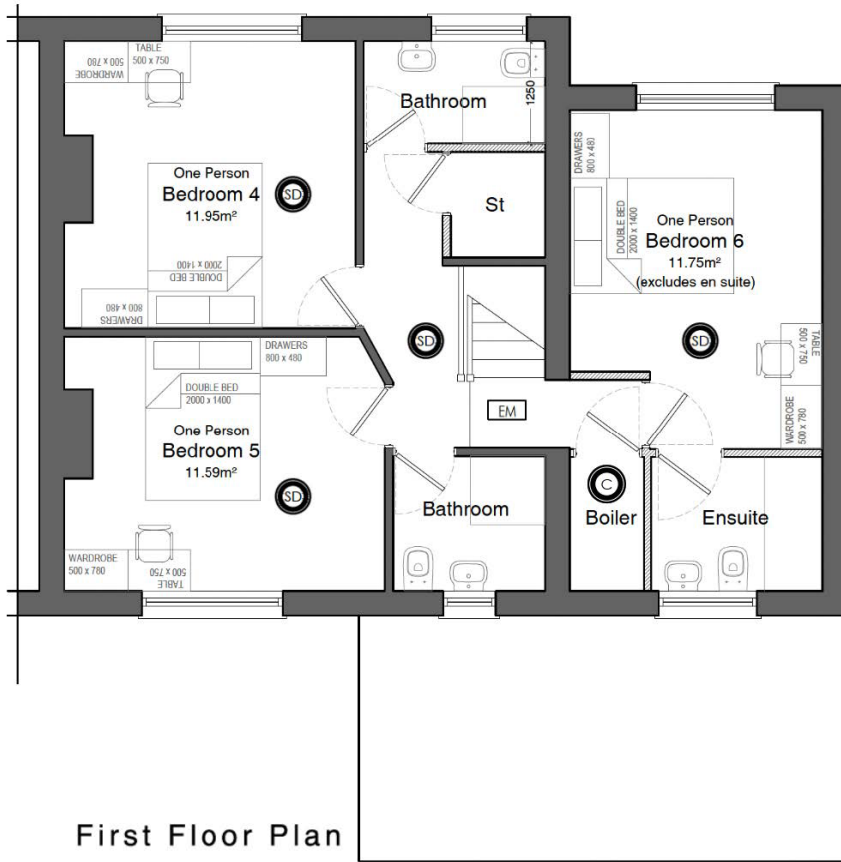 TABLE
500 x 750
WARDROBE
500 x 780
One Person
Bedroom 4
11.95m²
SD
DOUBLE BED
2000 x 1400
DRAWERS
800 x 480
Bathroom
1250
St
DRAWERS
800 x 480
DOUBLE BED
2000 x 1400
One Person
Bedroom 6
11.75m²
(excludes en suite)
SD
TABLE
500 x 750
WARDROBE
500 x 780
SD
EM
DRAWERS
800 x 480
DOUBLE BED
2000 x 1400
One Person
Bedroom 5
11.59m²
SD
WARDROBE
500 x 780
TABLE
500 x 750
Bathroom
C
Boiler
Ensuite
First Floor Plan